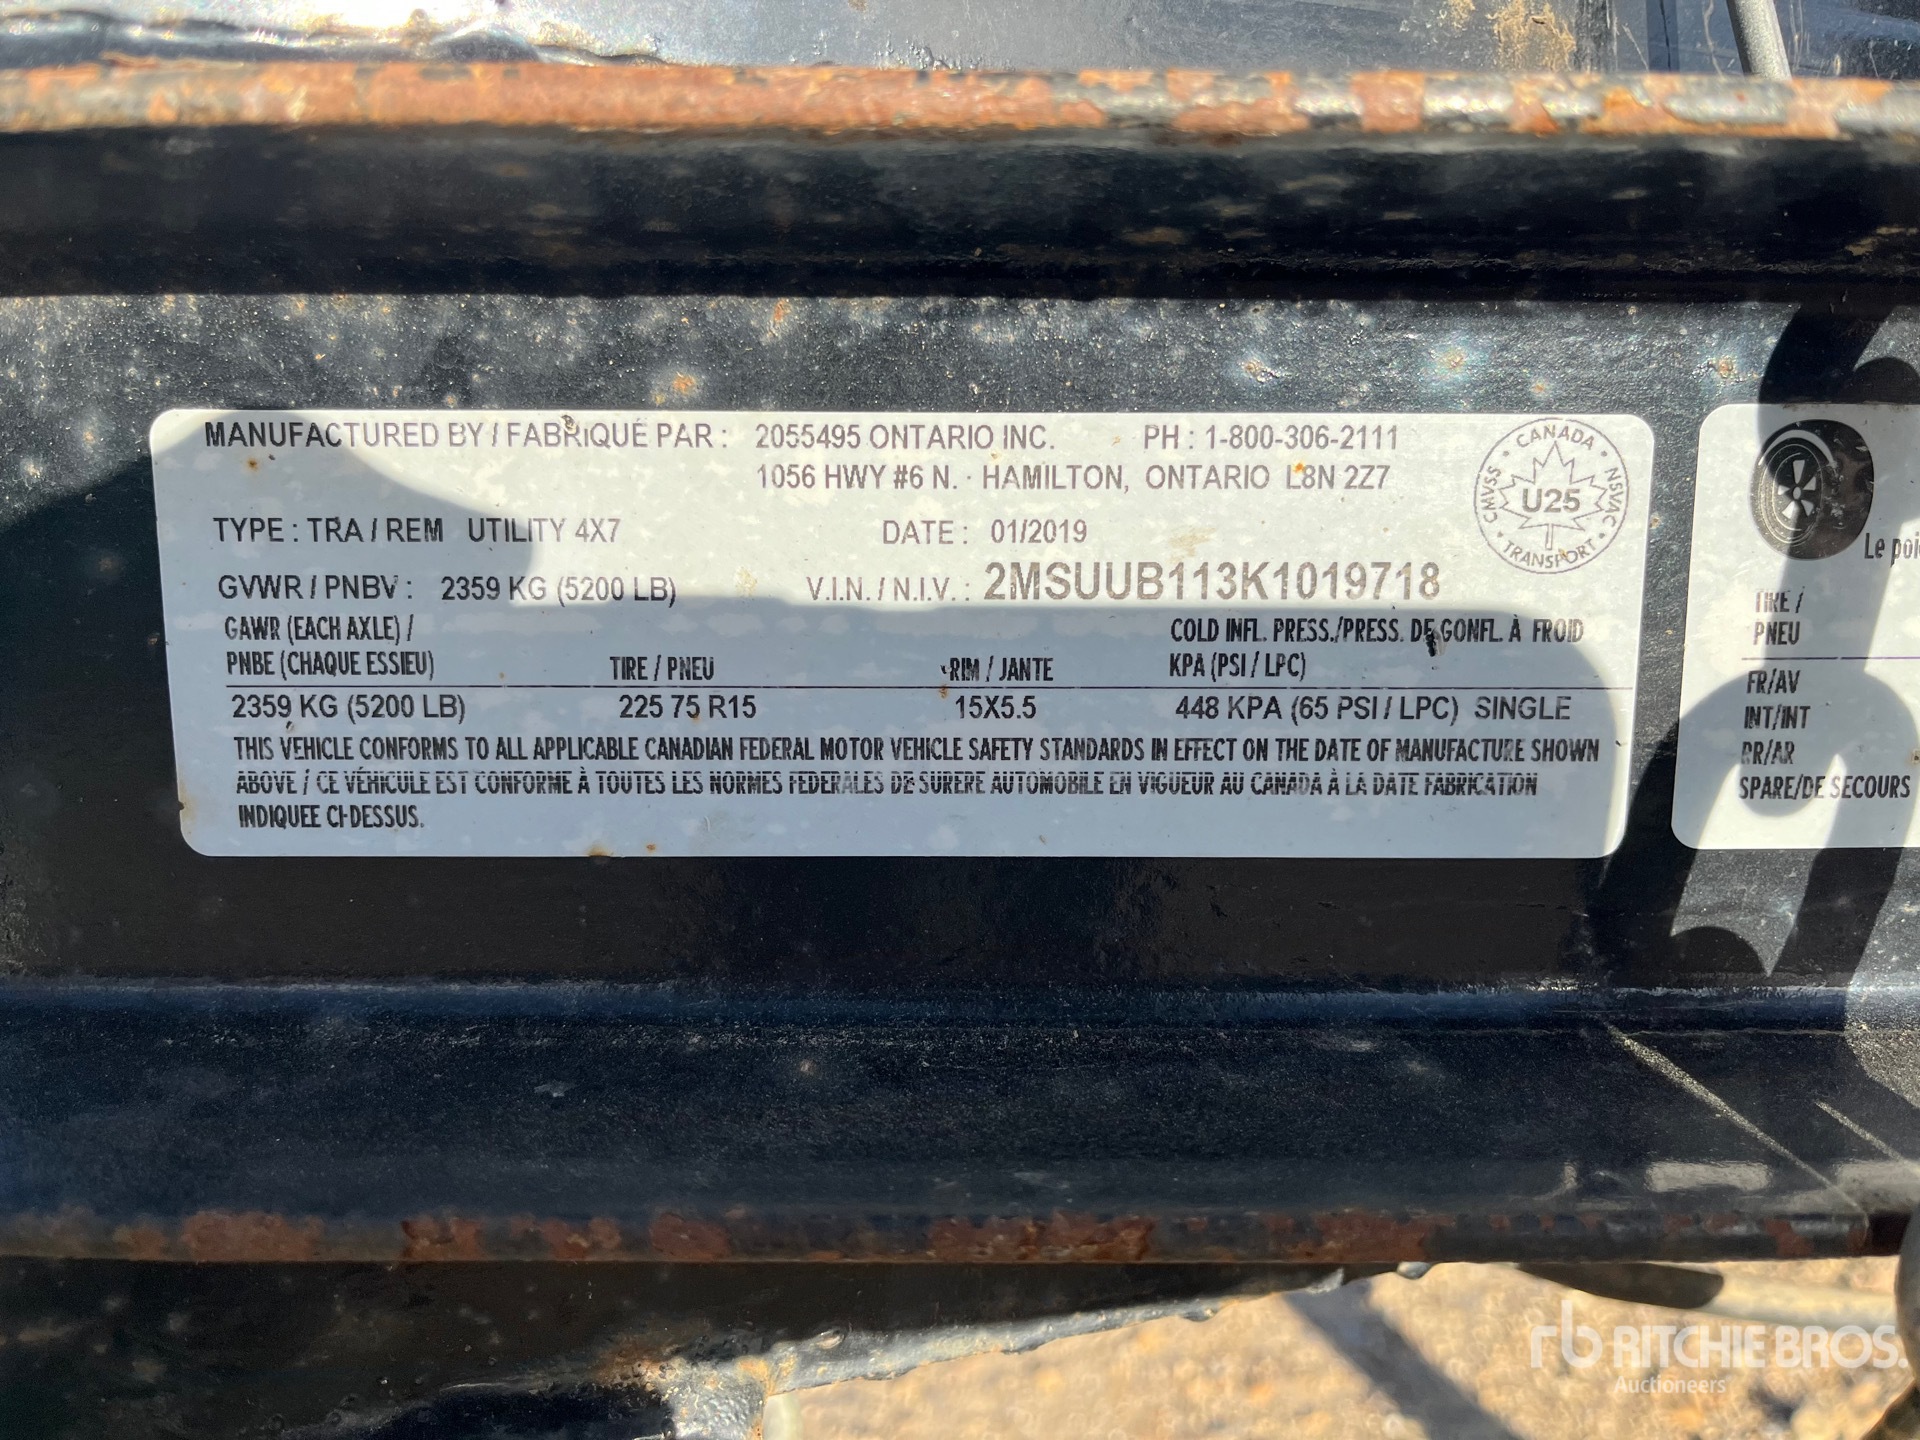 MANUFACTURED BY / FABRIQUÉ PAR : 2055495 ONTARIO INC. PH : 1-800-306-2111
1056 HWY #6 N. · HAMILTON, ONTARIO L8N 2Z7
CANADA
CMVSS
NSVAC
U25
TRANSPORT
TYPE : TRA / REM UTILITY 4X7 DATE : 01/2019
GVWR / PNBV : 2359 KG (5200 LB) V.I.N. / N.I.V. : 2MSUUB113K1019718
GAWR (EACH AXLE) / COLD INFL. PRESS./PRESS. DE GONFL. À FROID
PNBE (CHAQUE ESSIEU) TIRE / PNEU RIM / JANTE KPA (PSI / LPC)
2359 KG (5200 LB) 225 75 R15 15X5.5 448 KPA (65 PSI / LPC) SINGLE
THIS VEHICLE CONFORMS TO ALL APPLICABLE CANADIAN FEDERAL MOTOR VEHICLE SAFETY STANDARDS IN EFFECT ON THE DATE OF MANUFACTURE SHOWN
ABOVE / CE VÉHICULE EST CONFORME À TOUTES LES NORMES FEDERALES DE SURERE AUTOMOBILE EN VIGUEUR AU CANADA À LA DATE FABRICATION
INDIQUEE CI-DESSUS.
Le poi
TIRE /
PNEU
FR/AV
INT/INT
RR/AR
SPARE/DE SECOURS
rb RITCHIE BROS.
Auctioneers